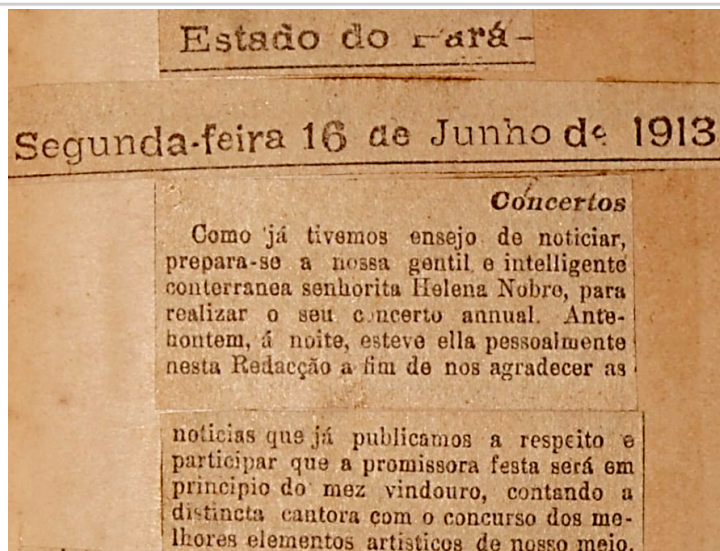 Estado do Pará-
Segunda-feira 16 de Junho de 1913
Concertos
Como já tivemos ensejo de noticiar,
prepara-se a nossa gentil e intelligente
conterranea senhorita Helena Nobre, para
realizar o seu concerto annual. Ante-
hontem, á noite, esteve ella pessoalmente
nesta Redacção a fim de nos agradecer as
noticias que já publicamos a respeito e
participar que a promissora festa será em
principio do mez vindouro, contando a
distincta cantora com o concurso dos me-
lhores elementos artisticos de nosso meio.